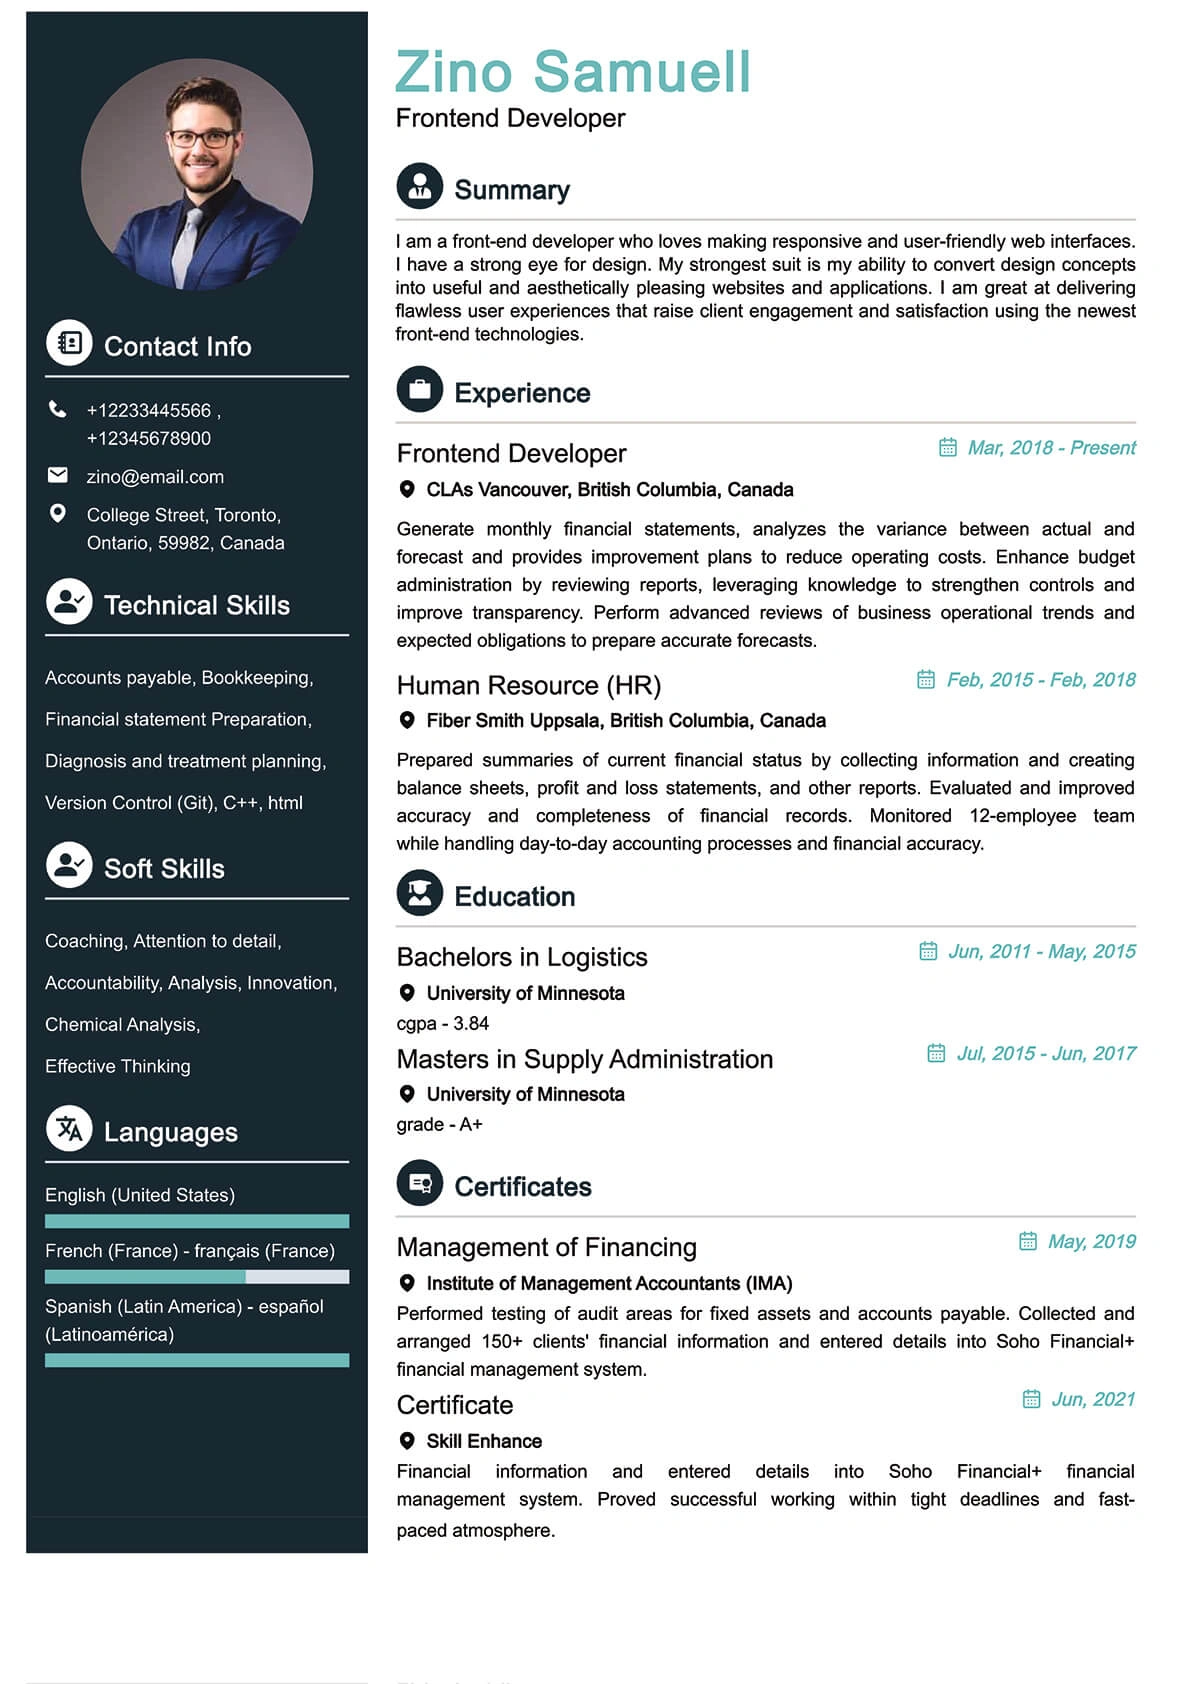 Zino Samuell
Frontend Developer
Contact Info
+12233445566 ,
+12345678900
zino@email.com
College Street, Toronto,
Ontario, 59982, Canada
Technical Skills
Accounts payable, Bookkeeping,
Financial statement Preparation,
Diagnosis and treatment planning,
Version Control (Git), C++, html
Soft Skills
Coaching, Attention to detail,
Accountability, Analysis, Innovation,
Chemical Analysis,
Effective Thinking
Languages
English (United States)
French (France) - français (France)
Spanish (Latin America) - español
(Latinoamérica)
Summary
I am a front-end developer who loves making responsive and user-friendly web interfaces.
I have a strong eye for design. My strongest suit is my ability to convert design concepts
into useful and aesthetically pleasing websites and applications. I am great at delivering
flawless user experiences that raise client engagement and satisfaction using the newest
front-end technologies.
Experience
Frontend Developer
Mar, 2018 - Present
CLAs Vancouver, British Columbia, Canada
Generate monthly financial statements, analyzes the variance between actual and
forecast and provides improvement plans to reduce operating costs. Enhance budget
administration by reviewing reports, leveraging knowledge to strengthen controls and
improve transparency. Perform advanced reviews of business operational trends and
expected obligations to prepare accurate forecasts.
Human Resource (HR)
Feb, 2015 - Feb, 2018
Fiber Smith Uppsala, British Columbia, Canada
Prepared summaries of current financial status by collecting information and creating
balance sheets, profit and loss statements, and other reports. Evaluated and improved
accuracy and completeness of financial records. Monitored 12-employee team
while handling day-to-day accounting processes and financial accuracy.
Education
Bachelors in Logistics
Jun, 2011 - May, 2015
University of Minnesota
cgpa - 3.84
Masters in Supply Administration
Jul, 2015 - Jun, 2017
University of Minnesota
grade - A+
Certificates
Management of Financing
May, 2019
Institute of Management Accountants (IMA)
Performed testing of audit areas for fixed assets and accounts payable. Collected and
arranged 150+ clients' financial information and entered details into Soho Financial+
financial management system.
Certificate
Jun, 2021
Skill Enhance
Financial information and entered details into Soho Financial+ financial
management system. Proved successful working within tight deadlines and fast-
paced atmosphere.